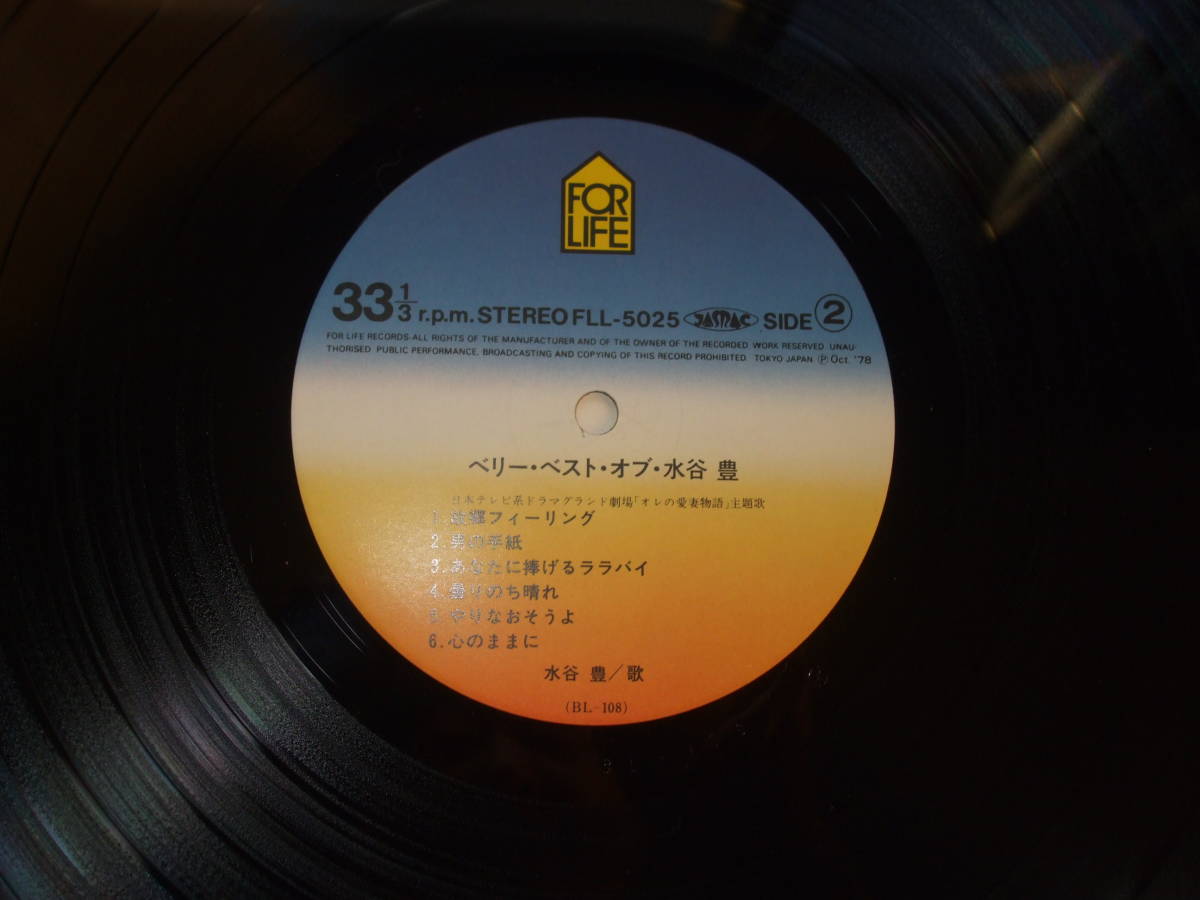 FOR
LIFE
33 1/3 r.p.m. STEREO FLL-5025 JASRAC SIDE ②
FOR LIFE RECORDS-ALL RIGHTS OF THE MANUFACTURER AND OF THE OWNER OF THE RECORDED WORK RESERVED UNAU-
THORISED PUBLIC PERFORMANCE, BROADCASTING AND COPYING OF THIS RECORD PROHIBITED TOKYO JAPAN Ⓟ Oct. '78
ベリー・ベスト・オブ・水谷 豊
日本テレビ系ドラマグランド劇場「オレの愛妻物語」主題歌
1. フィーリング
2. 男の手紙
3. あなたに捧げるララバイ
4. 曇りのち晴れ
5. やりなおそうよ
6. 心のままに
水谷 豊／歌
(BL-108)